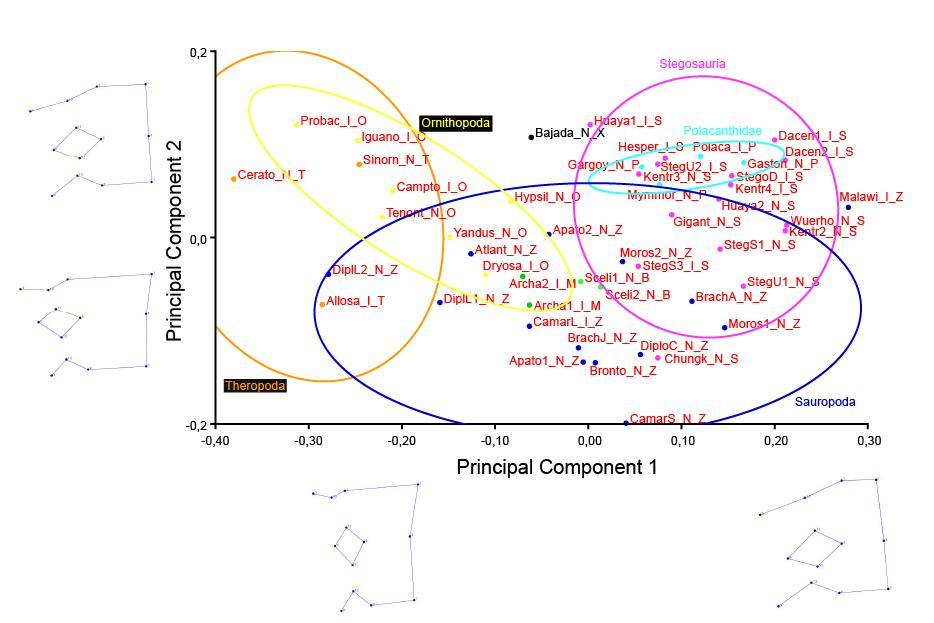 0,2
0,0
-0,2
Principal Component 2
Stegosauria
Ornithopoda
Polacanthidae
Probac_I_O
Iguano_I_O
Sinorn_N_T
Cerato_N_T
Campto_I_O
Tenont_N_O
Bajada_N_X
Huaya1_I_S
Dacen1_I_S
Hesper_I_S
Polaca_I_P
Dacen2_I_S
Gargoy_N_P
StegU2_I_S
Gaston_N_P
Kentr3_N_S
StegoD_I_S
Mymmor_N_P
Kentr4_I_S
Hypsil_N_O
Huaya2_N_S
Malawi_I_Z
Gigant_N_S
Wuerho_N_S
Kentr2_N_S
Yandus_N_O
Apato2_N_Z
Atlant_N_Z
StegS1_N_S
Moros2_N_Z
StegS3_I_S
DiplL2_N_Z
Dryosa_I_O
Archa2_I_M
Sceli1_N_B
StegU1_N_S
Sceli2_N_B
BrachA_N_Z
Allosa_I_T
DiplL1_N_Z
Archa1_I_M
CamarL_I_Z
Moros1_N_Z
BrachJ_N_Z
DiploC_N_Z
Apato1_N_Z
Bronto_N_Z
Chungk_N_S
Theropoda
Sauropoda
CamarS_N_Z
-0,40 -0,30 -0,20 -0,10 0,00 0,10 0,20 0,30
Principal Component 1